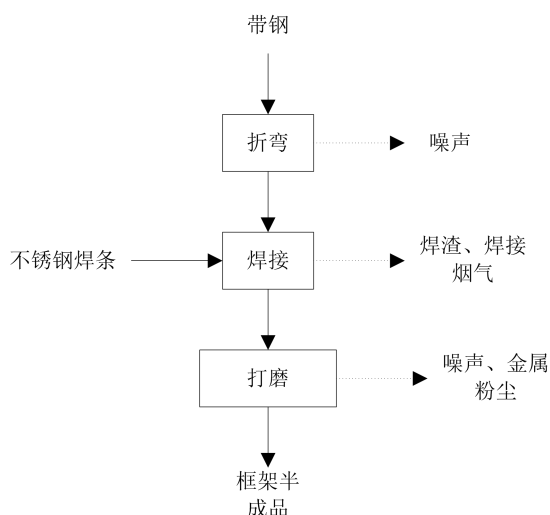 带钢
折弯
噪声
不锈钢焊条
焊接
焊渣、焊接
烟气
打磨
噪声、金属
粉尘
框架半
成品